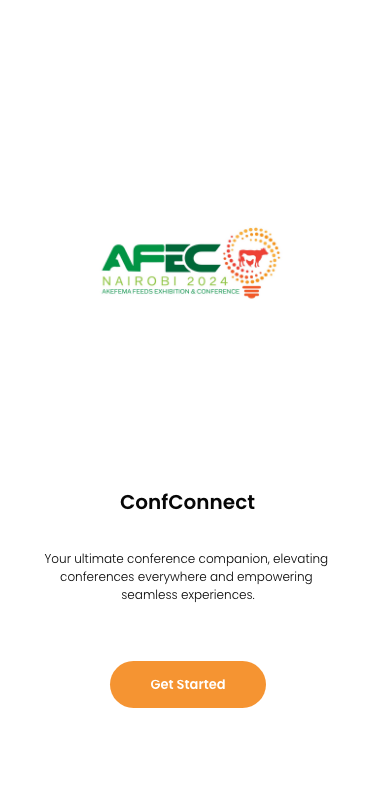 AFEC
NAIROBI 2024
AKEFEMA FEEDS EXHIBITION & CONFERENCE
ConfConnect
Your ultimate conference companion, elevating
conferences everywhere and empowering
seamless experiences.
Get Started